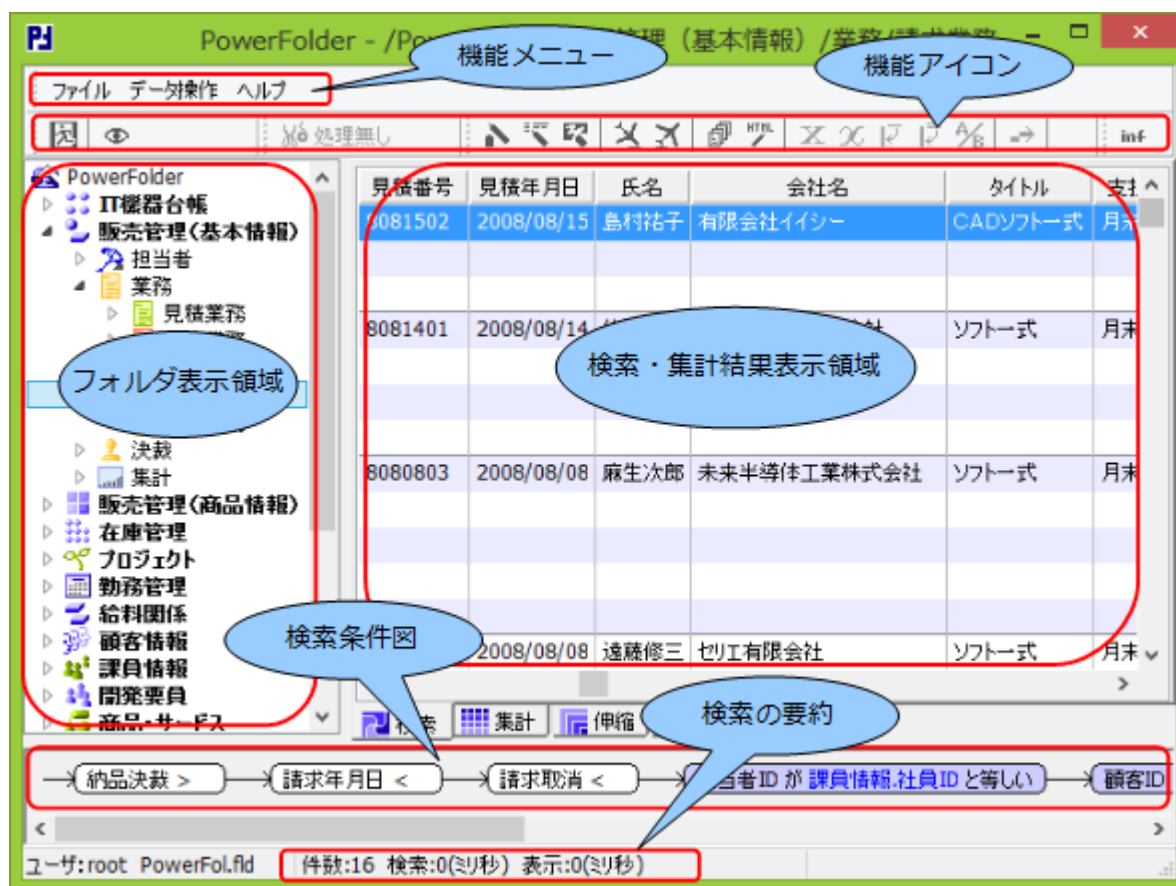 PowerFolder - /Po 管理（基本情報）/業務/請求業務
機能メニュー
機能アイコン
ファイル データ操作 ヘルプ
処理無し
HTML
A/B
inf
PowerFolder
IT機器台帳
販売管理(基本情報)
担当者
業務
見積業務
フォルダ表示領域
決裁
集計
販売管理(商品情報)
在庫管理
プロジェクト
勤務管理
給料関係
顧客情報
課員情報
開発要員
商品・サービス
見積番号 見積年月日 氏名 会社名 タイトル 支払
8081502 2008/08/15 島村祐子 有限会社イイシー CADソフト一式 月末
8081401 2008/08/14 ソフト一式 月末
検索・集計結果表示領域
8080803 2008/08/08 麻生次郎 未来半導体工業株式会社 ソフト一式 月末
2008/08/08 遠藤修三 セリエ有限会社 ソフト一式 月末
検索条件図
検索の要約
検索 集計 伸縮
納品決裁 > 請求年月日 < 請求取消 < 当者ID が 課員情報.社員ID と等しい 顧客ID
ユーザ:root PowerFol.fld 件数:16 検索:0(ミリ秒) 表示:0(ミリ秒)